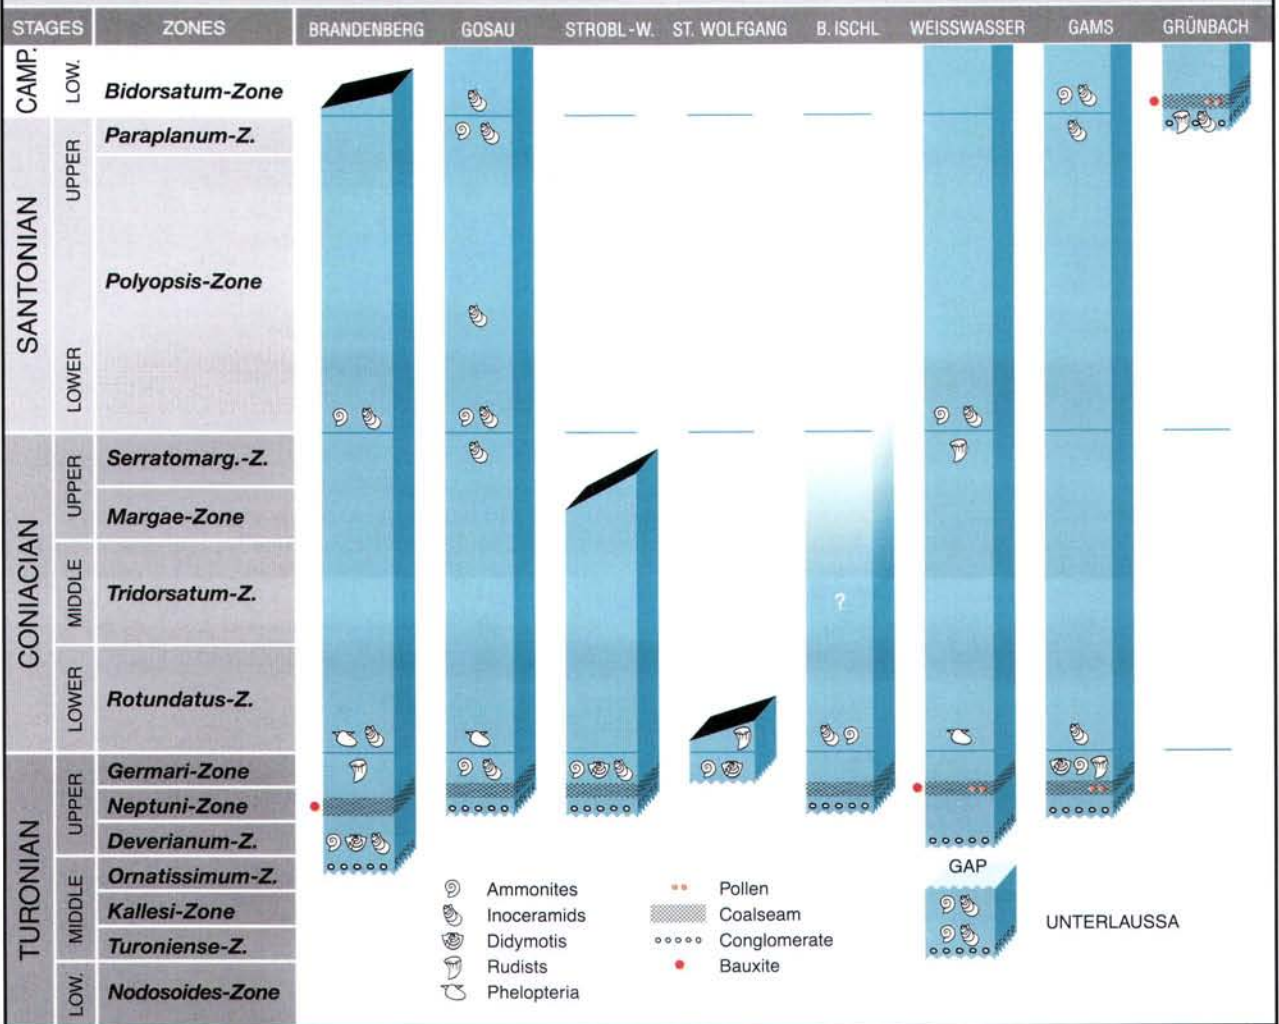 STAGES ZONES BRANDENBERG GOSAU STROBL-W. ST. WOLFGANG B. ISCHL WEISSWASSER GAMS GRÜNBACH
CAMP.
LOW.
Bidorsatum-Zone
SANTONIAN
UPPER
Paraplanum-Z.
Polyopsis-Zone
LOWER
CONIACIAN
UPPER
Serratomarg.-Z.
Margae-Zone
MIDDLE
Tridorsatum-Z.
?
LOWER
Rotundatus-Z.
TURONIAN
UPPER
Germari-Zone
Neptuni-Zone
Deverianum-Z.
MIDDLE
Ornatissimum-Z.
Kallesi-Zone
Turoniense-Z.
LOW.
Nodosoides-Zone
Ammonites
Inoceramids
Didymotis
Rudists
Phelopteria
Pollen
Coalseam
Conglomerate
Bauxite
GAP
UNTERLAUSSA